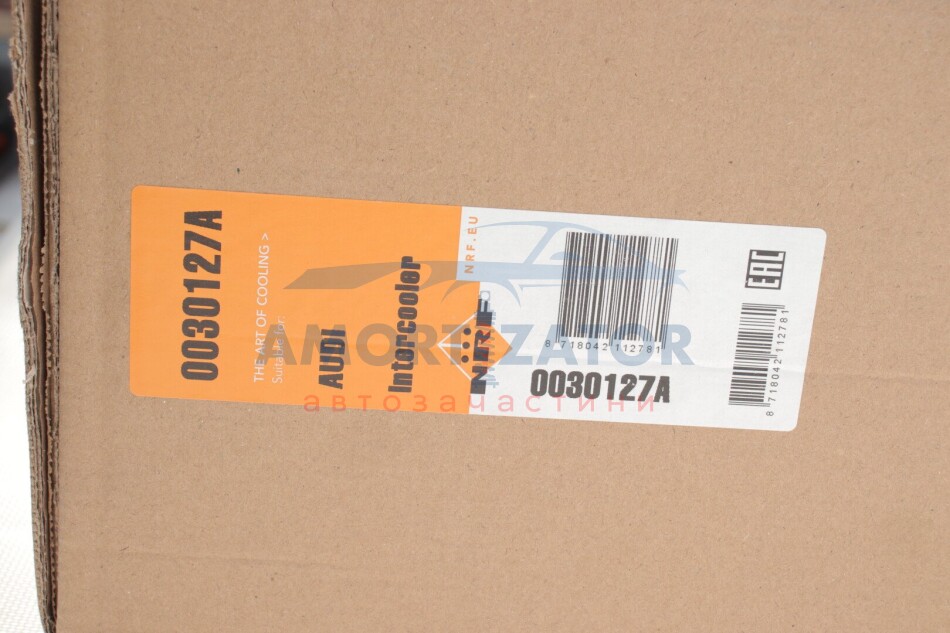 0030127A
THE ART OF COOLING >
Suitable for:
AUDI
Intercooler
NRF
NRF.EU
8 718042 112781
0030127A
EAC
8 718042 112781
AMORTIZATOR
автозапчастини